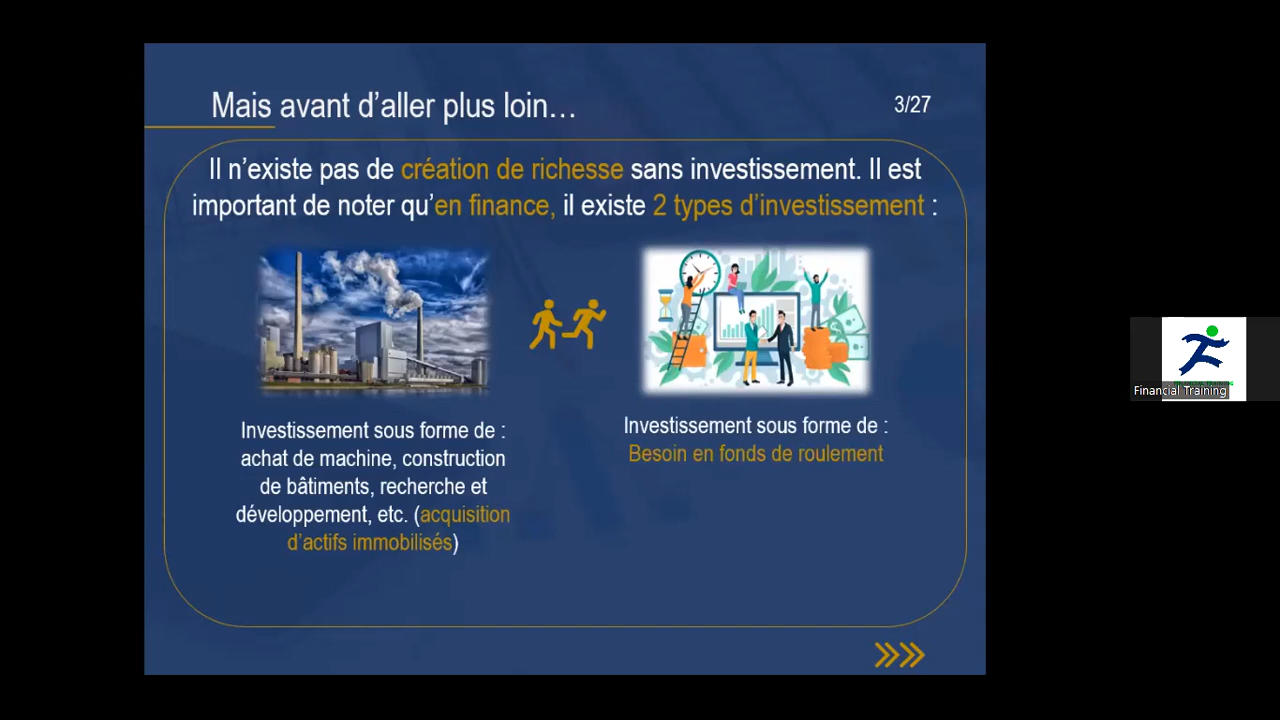 Mais avant d’aller plus loin…
3/27
Il n’existe pas de création de richesse sans investissement. Il est
important de noter qu’en finance, il existe 2 types d’investissement :
Investissement sous forme de :
achat de machine, construction
de bâtiments, recherche et
développement, etc. (acquisition
d’actifs immobilisés)
Investissement sous forme de :
Besoin en fonds de roulement
Financial Training